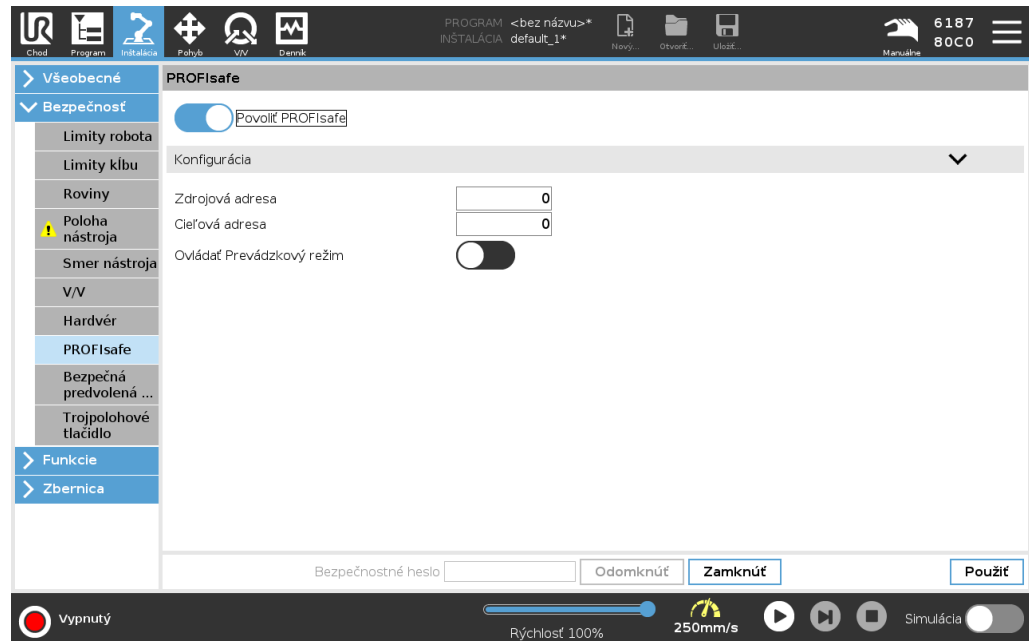 PROGRAM <bez názvu>*
INŠTALÁCIA default_1*
Chod
Program
Inštalácia
Pohyb
V/V
Denník
Nový...
Otvoriť...
Uložiť...
Manuálne
6187
80C0
Všeobecné
Bezpečnosť
Limity robota
Limity kĺbu
Roviny
Poloha
nástroja
Smer nástroja
V/V
Hardvér
PROFIsafe
Bezpečná
predvolená ...
Trojpolohové
tlačidlo
Funkcie
Zbernica
PROFIsafe
Povoliť PROFIsafe
Konfigurácia
Zdrojová adresa 0
Cieľová adresa 0
Ovládať Prevádzkový režim
Bezpečnostné heslo Odomknúť Zamknúť Použiť
Vypnutý
Rýchlosť 100%
250mm/s
Simulácia